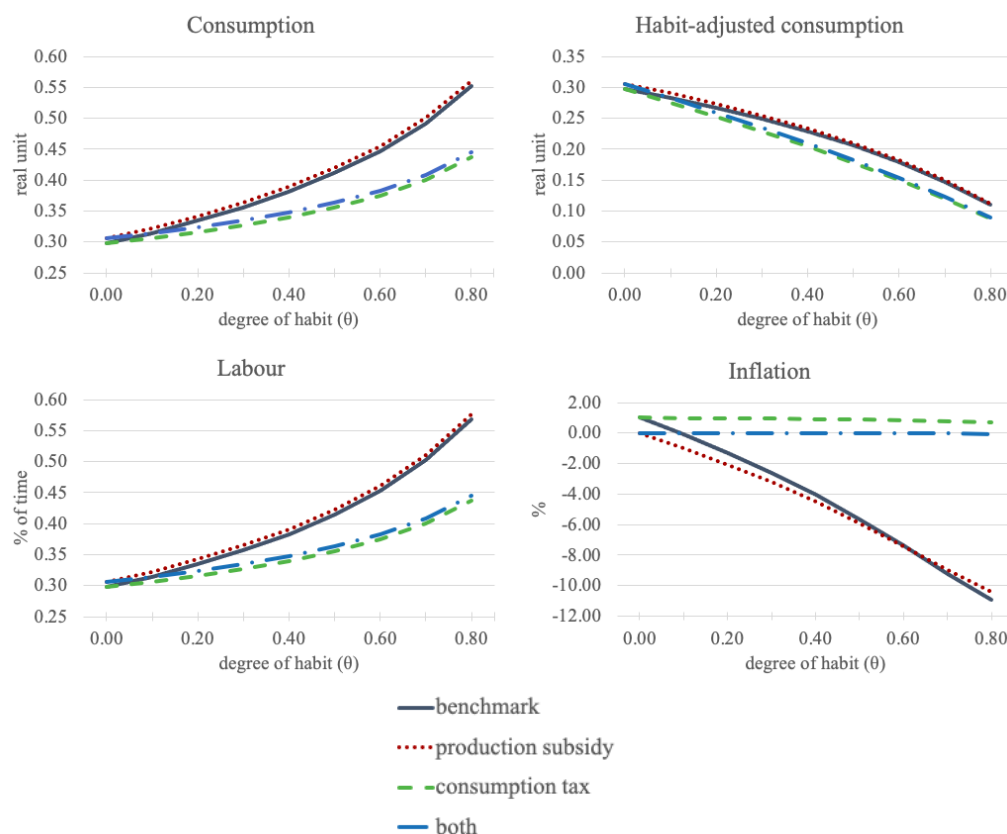 Consumption
0.60
0.55
0.50
0.45
0.40
0.35
0.30
0.25
real unit
0.00 0.20 0.40 0.60 0.80
degree of habit (θ)
Habit-adjusted consumption
0.35
0.30
0.25
0.20
0.15
0.10
0.05
0.00
real unit
0.00 0.20 0.40 0.60 0.80
degree of habit (θ)
Labour
0.60
0.55
0.50
0.45
0.40
0.35
0.30
0.25
% of time
0.00 0.20 0.40 0.60 0.80
degree of habit (θ)
Inflation
2.00
0.00
-2.00
-4.00
-6.00
-8.00
-10.00
-12.00
%
0.00 0.20 0.40 0.60 0.80
degree of habit (θ)
benchmark
production subsidy
consumption tax
both